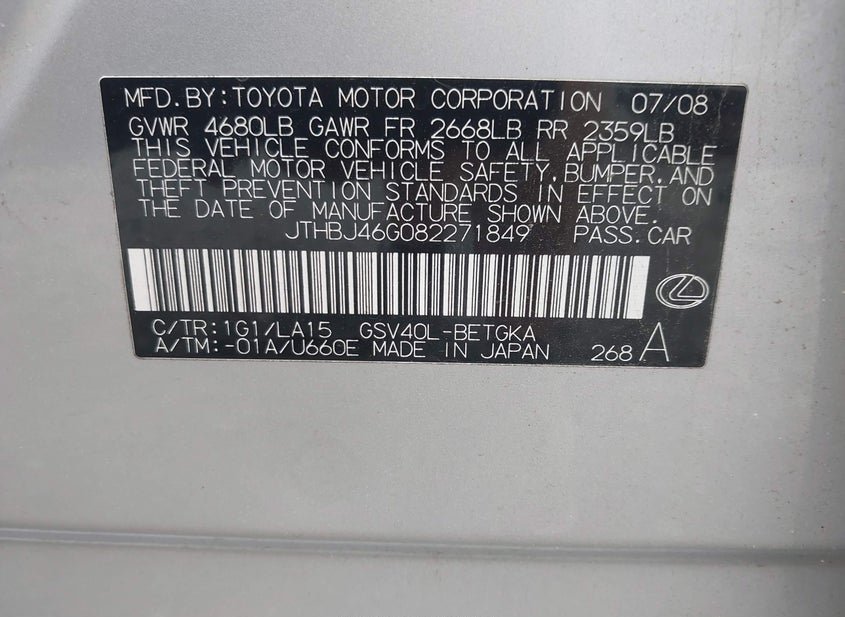 MFD. BY: TOYOTA MOTOR CORPORATION 07/08
GVWR 4680LB GAWR FR 2668LB RR 2359LB
THIS VEHICLE CONFORMS TO ALL APPLICABLE
FEDERAL MOTOR VEHICLE SAFETY, BUMPER, AND
THEFT PREVENTION STANDARDS IN EFFECT ON
THE DATE OF MANUFACTURE SHOWN ABOVE.
JTHBJ46G082271849 PASS. CAR
C/TR: 1G1/LA15 GSV40L-BETGKA
A/TM: -01A/U660E MADE IN JAPAN 268 A